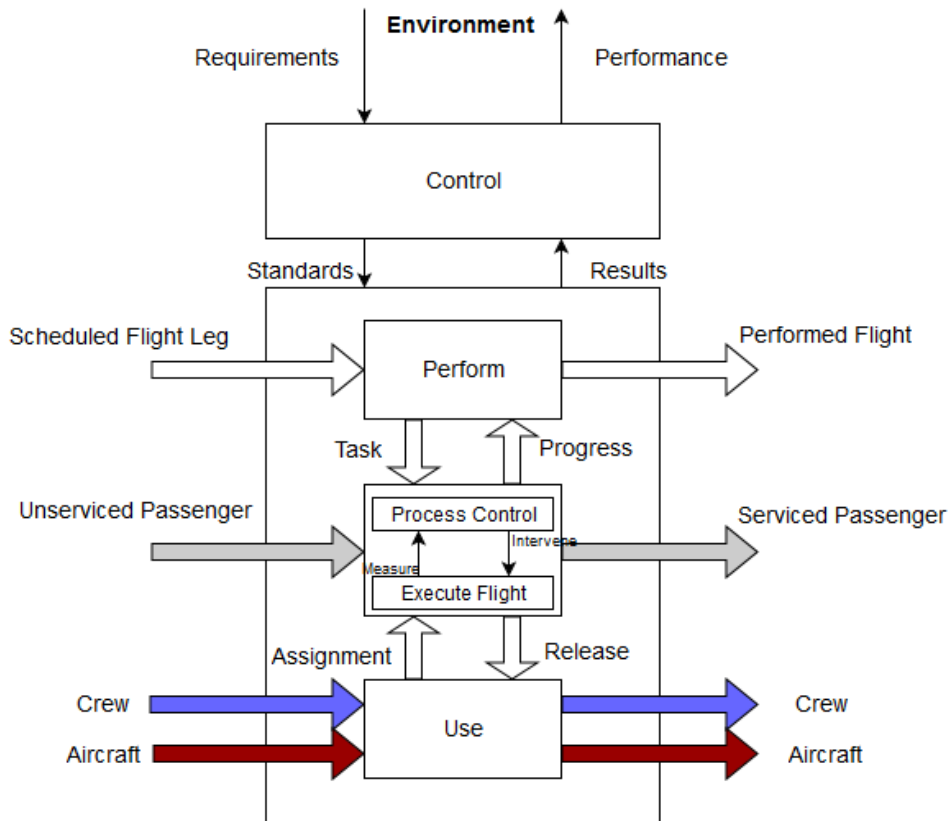 Environment
Requirements
Performance
Control
Standards
Results
Scheduled Flight Leg
Performed Flight
Perform
Task
Progress
Unserviced Passenger
Process Control
Serviced Passenger
Intervene
Measure
Execute Flight
Assignment
Release
Crew
Crew
Use
Aircraft
Aircraft